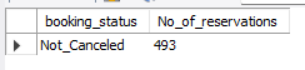 booking_status No_of_reservations
Not_Canceled 493